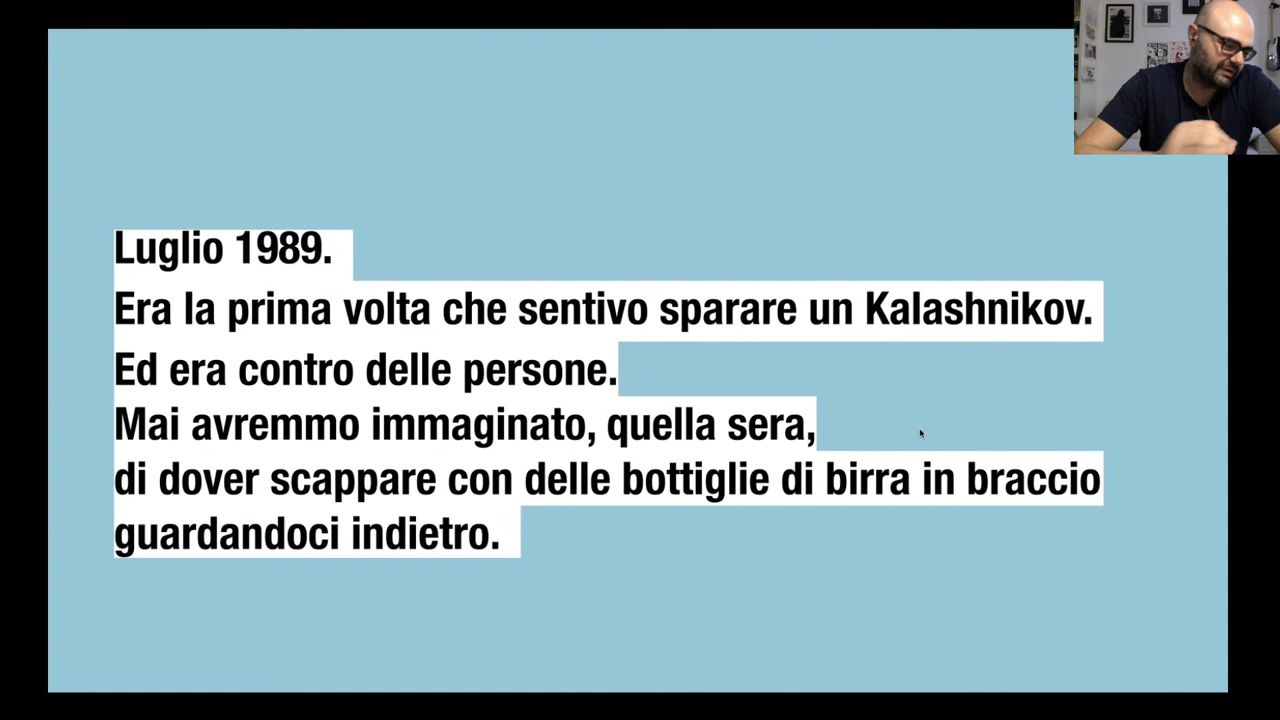 Luglio 1989.
Era la prima volta che sentivo sparare un Kalashnikov.
Ed era contro delle persone.
Mai avremmo immaginato, quella sera,
di dover scappare con delle bottiglie di birra in braccio
guardandoci indietro.